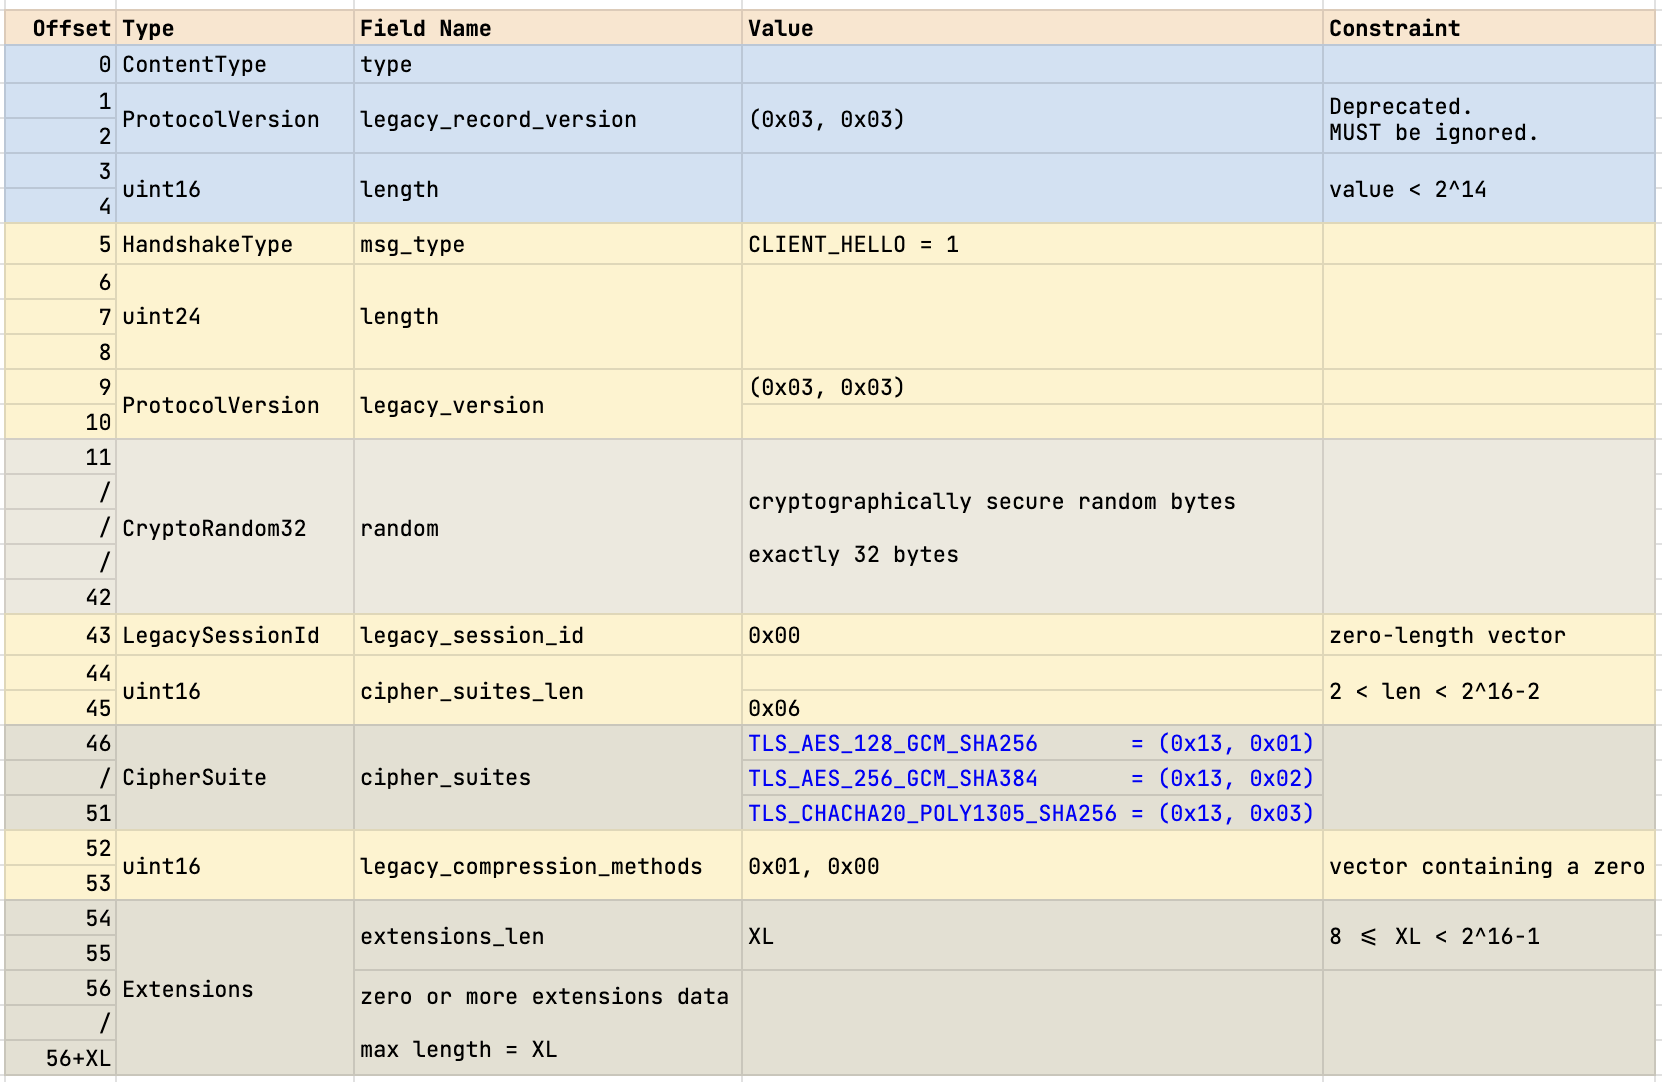 Offset Type Field Name Value Constraint
0 ContentType type
1
2
ProtocolVersion legacy_record_version (0x03, 0x03)
Deprecated.
MUST be ignored.
3
4
uint16 length value < 2^14
5 HandshakeType msg_type CLIENT_HELLO = 1
6
7 uint24 length
8
9
10
ProtocolVersion legacy_version
(0x03, 0x03)
11
/
/ CryptoRandom32 random
/
42
cryptographically secure random bytes
exactly 32 bytes
43 LegacySessionId legacy_session_id 0x00 zero-length vector
44
45
uint16 cipher_suites_len
0x06
2 < len < 2^16-2
46
/ CipherSuite cipher_suites
51
TLS_AES_128_GCM_SHA256 = (0x13, 0x01)
TLS_AES_256_GCM_SHA384 = (0x13, 0x02)
TLS_CHACHA20_POLY1305_SHA256 = (0x13, 0x03)
52
53
uint16 legacy_compression_methods 0x01, 0x00 vector containing a zero
54
55
56
/
56+XL
Extensions
extensions_len XL 8 ⩽ XL < 2^16-1
zero or more extensions data
max length = XL